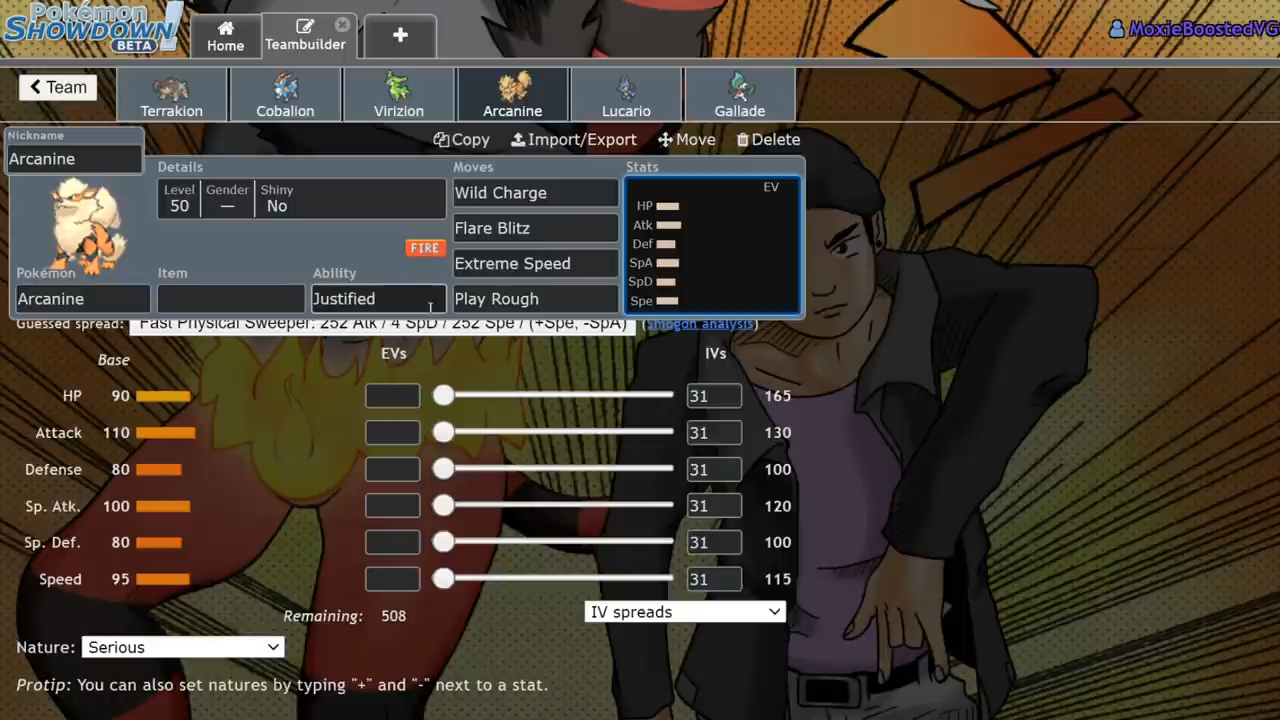 Pokémon
SHOWDOWN!
BETA
Home
Teambuilder
+
MoxieBoostedVG
Team
Terrakion
Cobalion
Virizion
Arcanine
Lucario
Gallade
Copy
Import/Export
Move
Delete
Nickname
Arcanine
Details
Level
50
Gender
—
Shiny
No
FIRE
Pokémon
Arcanine
Item
Ability
Justified
Moves
Wild Charge
Flare Blitz
Extreme Speed
Play Rough
Stats
EV
HP
Atk
Def
SpA
SpD
Spe
Guessed spread: Fast Physical Sweeper: 252 Atk / 4 SpD / 252 Spe / (+Spe, -SpA) (Smogon analysis)
Base EVs IVs
HP 90 31 165
Attack 110 31 130
Defense 80 31 100
Sp. Atk. 100 31 120
Sp. Def. 80 31 100
Speed 95 31 115
Remaining: 508
IV spreads
Nature: Serious
Protip: You can also set natures by typing "+" and "-" next to a stat.